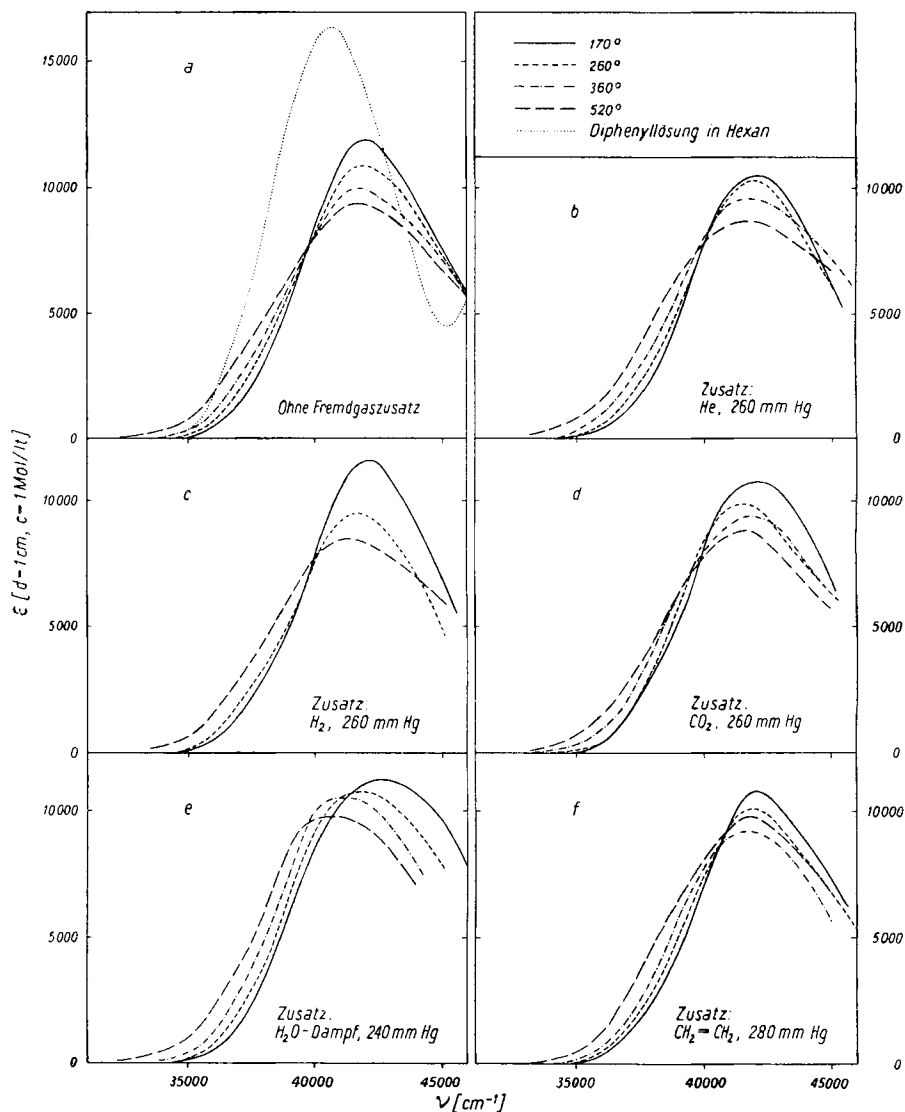 15000
10000
5000
0
a
Ohne Fremdgaszusatz
170°
260°
360°
520°
Diphenyllösung in Hexan
b
Zusatz:
He, 260 mm Hg
10000
5000
0
ε [d=1cm, c=1Mol/lt]
c
10000
5000
0
Zusatz:
H₂, 260 mm Hg
d
Zusatz:
CO₂, 260 mm Hg
10000
5000
0
e
10000
5000
0
Zusatz.
H₂O-Dampf, 240 mm Hg
f
Zusatz:
CH₂=CH₂, 280 mm Hg
10000
5000
0
35000 40000 45000
35000 40000 45000
ν [cm⁻¹]